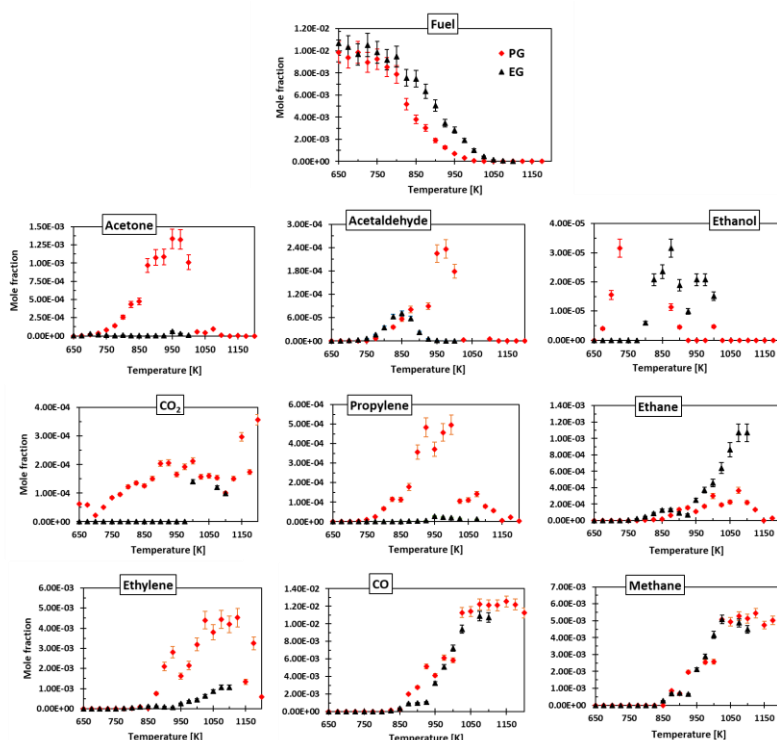 Fuel
1.20E-02
1.00E-02
8.00E-03
6.00E-03
4.00E-03
2.00E-03
0.00E+00
Mole fraction
PG
EG
650 750 850 950 1050 1150
Temperature [K]
Acetone
1.50E-03
1.25E-03
1.00E-03
7.50E-04
5.00E-04
2.50E-04
0.00E+00
Mole fraction
650 750 850 950 1050 1150
Temperature [K]
Acetaldehyde
3.00E-04
2.40E-04
1.80E-04
1.20E-04
6.00E-05
0.00E+00
650 750 850 950 1050 1150
Temperature [K]
Ethanol
4.00E-05
3.00E-05
2.00E-05
1.00E-05
0.00E+00
650 750 850 950 1050 1150
Temperature [K]
CO₂
4.00E-04
3.00E-04
2.00E-04
1.00E-04
0.00E+00
Mole fraction
650 750 850 950 1050 1150
Temperature [K]
Propylene
6.00E-04
5.00E-04
4.00E-04
3.00E-04
2.00E-04
1.00E-04
0.00E+00
650 750 850 950 1050 1150
Temperature [K]
Ethane
1.40E-03
1.20E-03
1.00E-03
8.00E-04
6.00E-04
4.00E-04
2.00E-04
0.00E+00
650 750 850 950 1050 1150
Temperature [K]
Ethylene
6.00E-03
5.00E-03
4.00E-03
3.00E-03
2.00E-03
1.00E-03
0.00E+00
Mole fraction
650 750 850 950 1050 1150
Temperature [K]
CO
1.40E-02
1.20E-02
1.00E-02
8.00E-03
6.00E-03
4.00E-03
2.00E-03
0.00E+00
650 750 850 950 1050 1150
Temperature [K]
Methane
7.00E-03
6.00E-03
5.00E-03
4.00E-03
3.00E-03
2.00E-03
1.00E-03
0.00E+00
650 750 850 950 1050 1150
Temperature [K]